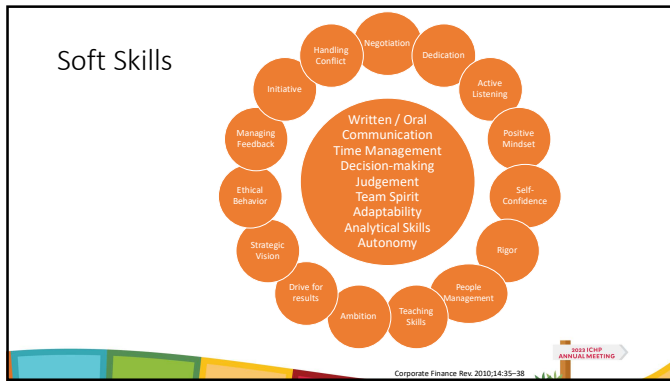 Soft Skills
Negotiation
Dedication
Active
Listening
Positive
Mindset
Self-
Confidence
Rigor
People
Management
Teaching
Skills
Ambition
Drive for
results
Strategic
Vision
Ethical
Behavior
Managing
Feedback
Initiative
Handling
Conflict
Written / Oral
Communication
Time Management
Decision-making
Judgement
Team Spirit
Adaptability
Analytical Skills
Autonomy
2023 ICHP
ANNUAL MEETING
Corporate Finance Rev. 2010;14:35–38